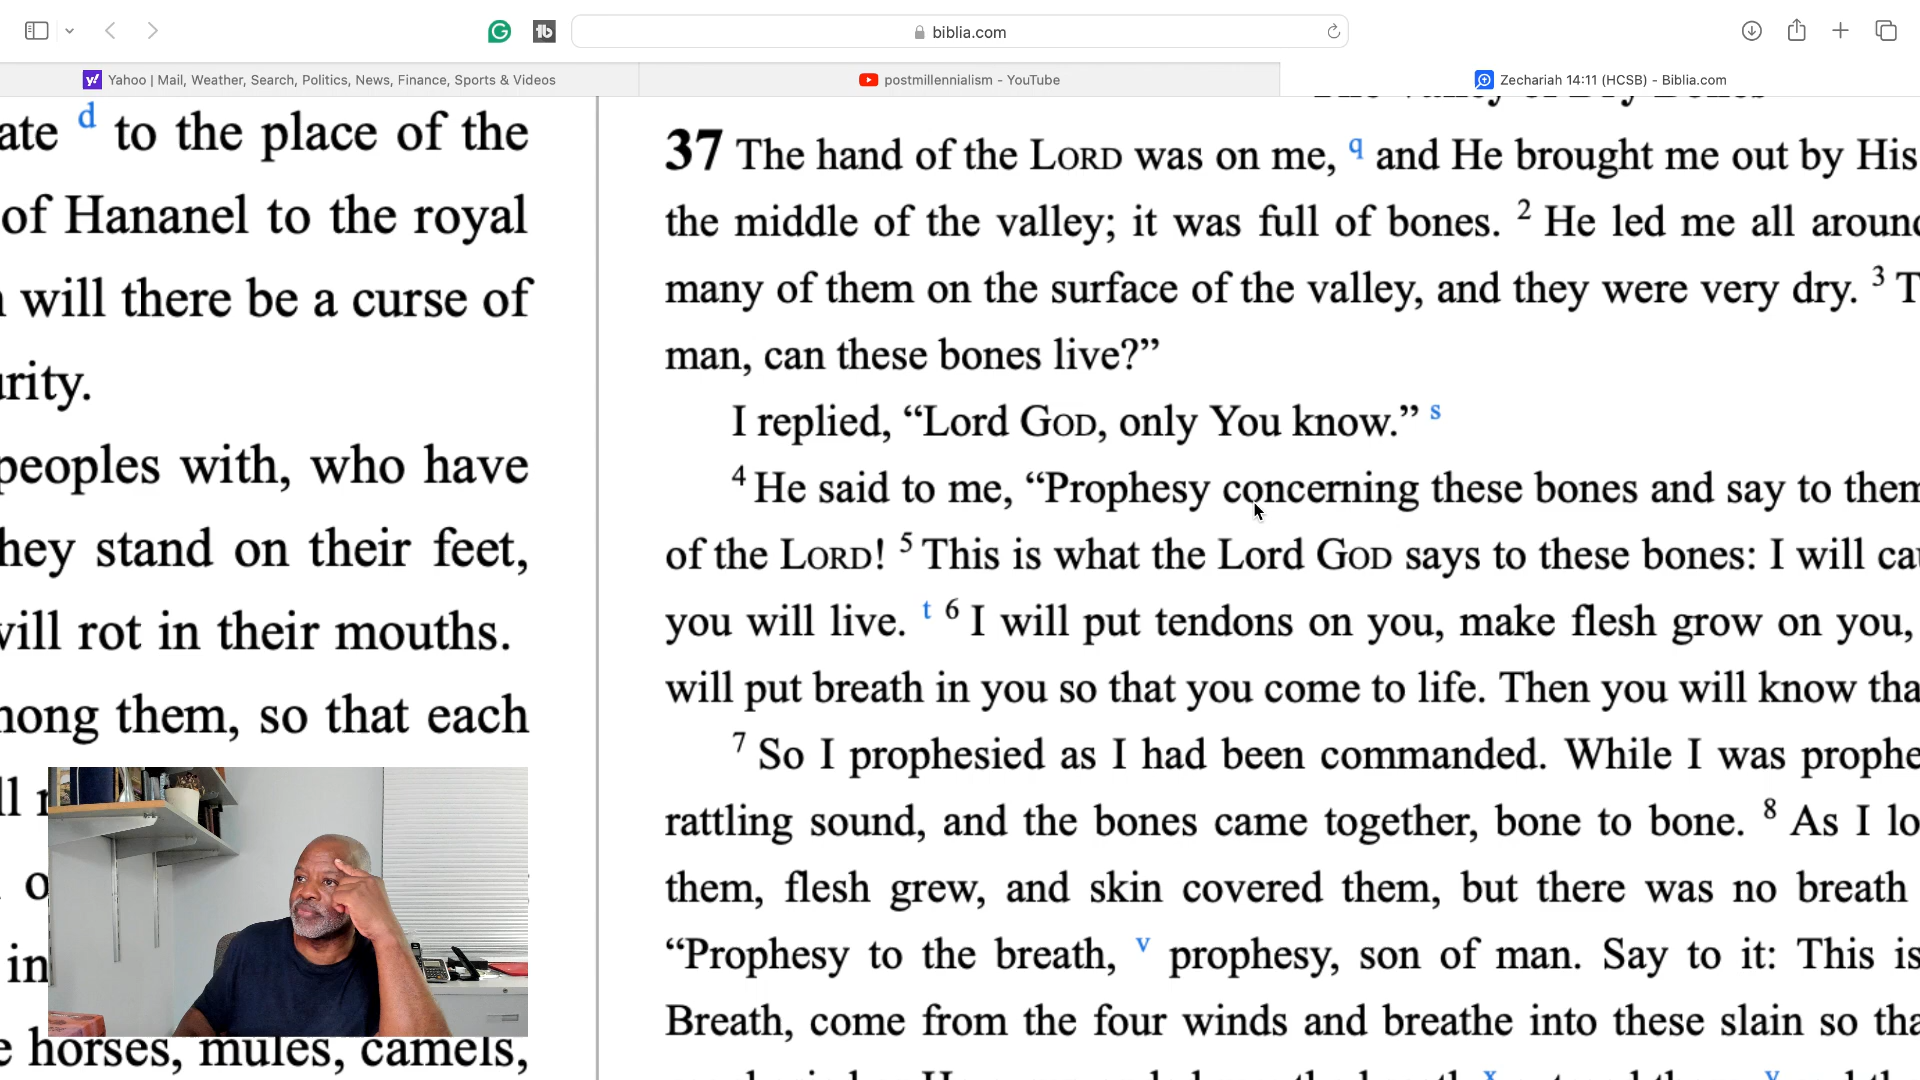 biblia.com
Yahoo | Mail, Weather, Search, Politics, News, Finance, Sports & Videos
postmillennialism - YouTube
Zechariah 14:11 (HCSB) - Biblia.com
ate d to the place of the
of Hananel to the royal
will there be a curse of
urity.
peoples with, who have
hey stand on their feet,
will rot in their mouths.
mong them, so that each
in
e horses, mules, camels,
The Valley of Dry Bones
37 The hand of the LORD was on me, q and He brought me out by His
the middle of the valley; it was full of bones. 2 He led me all around
many of them on the surface of the valley, and they were very dry. 3 T
man, can these bones live?”
I replied, “Lord GOD, only You know.” s
4 He said to me, “Prophesy concerning these bones and say to them
of the LORD! 5 This is what the Lord GOD says to these bones: I will cau
you will live. t 6 I will put tendons on you, make flesh grow on you,
will put breath in you so that you come to life. Then you will know tha
7 So I prophesied as I had been commanded. While I was prophe
rattling sound, and the bones came together, bone to bone. 8 As I lo
them, flesh grew, and skin covered them, but there was no breath
“Prophesy to the breath, v prophesy, son of man. Say to it: This is
Breath, come from the four winds and breathe into these slain so tha